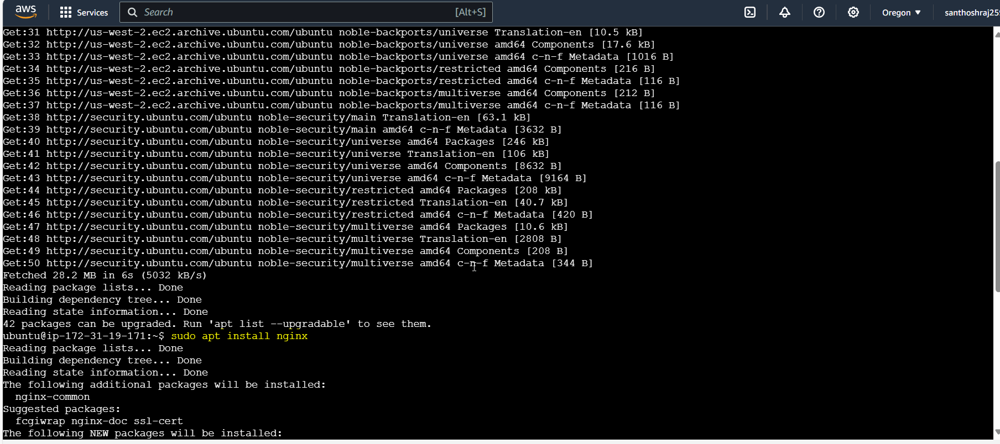 aws
Services
Search
[Alt+S]
Oregon
Get:31 http://us-west-2.ec2.archive.ubuntu.com/ubuntu noble-backports/universe Translation-en [10.5 kB]
Get:32 http://us-west-2.ec2.archive.ubuntu.com/ubuntu noble-backports/universe amd64 Components [17.6 kB]
Get:33 http://us-west-2.ec2.archive.ubuntu.com/ubuntu noble-backports/universe amd64 c-n-f Metadata [1016 B]
Get:34 http://us-west-2.ec2.archive.ubuntu.com/ubuntu noble-backports/restricted amd64 Components [216 B]
Get:35 http://us-west-2.ec2.archive.ubuntu.com/ubuntu noble-backports/restricted amd64 c-n-f Metadata [116 B]
Get:36 http://us-west-2.ec2.archive.ubuntu.com/ubuntu noble-backports/multiverse amd64 Components [212 B]
Get:37 http://us-west-2.ec2.archive.ubuntu.com/ubuntu noble-backports/multiverse amd64 c-n-f Metadata [116 B]
Get:38 http://security.ubuntu.com/ubuntu noble-security/main Translation-en [63.1 kB]
Get:39 http://security.ubuntu.com/ubuntu noble-security/main amd64 c-n-f Metadata [3632 B]
Get:40 http://security.ubuntu.com/ubuntu noble-security/universe amd64 Packages [246 kB]
Get:41 http://security.ubuntu.com/ubuntu noble-security/universe Translation-en [106 kB]
Get:42 http://security.ubuntu.com/ubuntu noble-security/universe amd64 Components [8632 B]
Get:43 http://security.ubuntu.com/ubuntu noble-security/universe amd64 c-n-f Metadata [9164 B]
Get:44 http://security.ubuntu.com/ubuntu noble-security/restricted amd64 Packages [208 kB]
Get:45 http://security.ubuntu.com/ubuntu noble-security/restricted Translation-en [40.7 kB]
Get:46 http://security.ubuntu.com/ubuntu noble-security/restricted amd64 c-n-f Metadata [420 B]
Get:47 http://security.ubuntu.com/ubuntu noble-security/multiverse amd64 Packages [10.6 kB]
Get:48 http://security.ubuntu.com/ubuntu noble-security/multiverse Translation-en [2808 B]
Get:49 http://security.ubuntu.com/ubuntu noble-security/multiverse amd64 Components [208 B]
Get:50 http://security.ubuntu.com/ubuntu noble-security/multiverse amd64 c-n-f Metadata [344 B]
Fetched 28.2 MB in 6s (5032 kB/s)
Reading package lists... Done
Building dependency tree... Done
Reading state information... Done
42 packages can be upgraded. Run 'apt list --upgradable' to see them.
ubuntu@ip-172-31-19-171:~$ sudo apt install nginx
Reading package lists... Done
Building dependency tree... Done
Reading state information... Done
The following additional packages will be installed:
nginx-common
Suggested packages:
fcgiwrap nginx-doc ssl-cert
The following NEW packages will be installed: